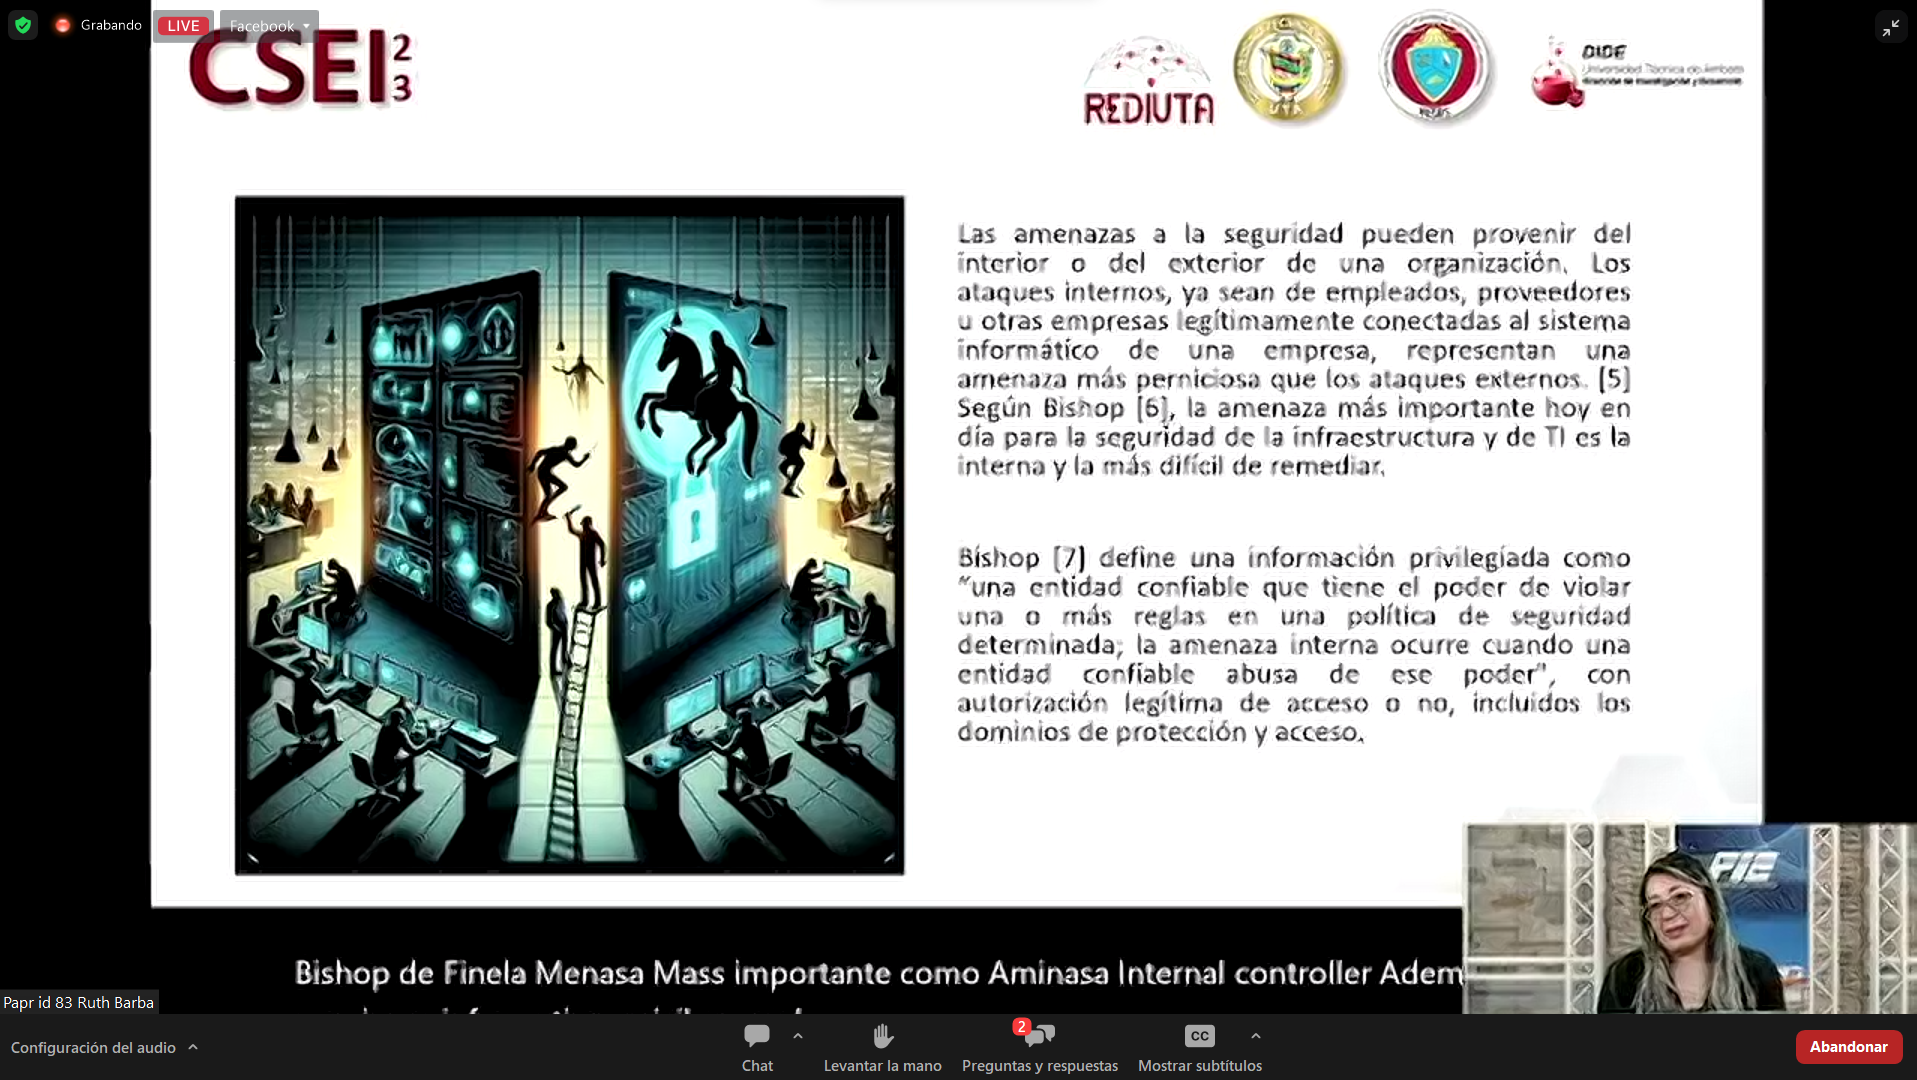 Grabando
LIVE
Facebook
CSEI 2
3
REDIUTA
UTA
DIDE
Universidad Técnica de Ambato
Las amenazas a la seguridad pueden provenir del
interior o del exterior de una organización. Los
ataques internos, ya sean de empleados, proveedores
u otras empresas legítimamente conectadas al sistema
informático de una empresa, representan una
amenaza más perniciosa que los ataques externos. [5]
Según Bishop [6], la amenaza más importante hoy en
día para la seguridad de la infraestructura y de TI es la
interna y la más difícil de remediar.
Bishop [7] define una información privilegiada como
"una entidad confiable que tiene el poder de violar
una o más reglas en una política de seguridad
determinada; la amenaza interna ocurre cuando una
entidad confiable abusa de ese poder", con
autorización legítima de acceso o no, incluidos los
dominios de protección y acceso.
FIE
Bishop de Finela Menasa Mass importante como Aminasa Internal controller Adem
Papr id 83 Ruth Barba
Configuración del audio
Chat
Levantar la mano
2
Preguntas y respuestas
CC
Mostrar subtítulos
Abandonar